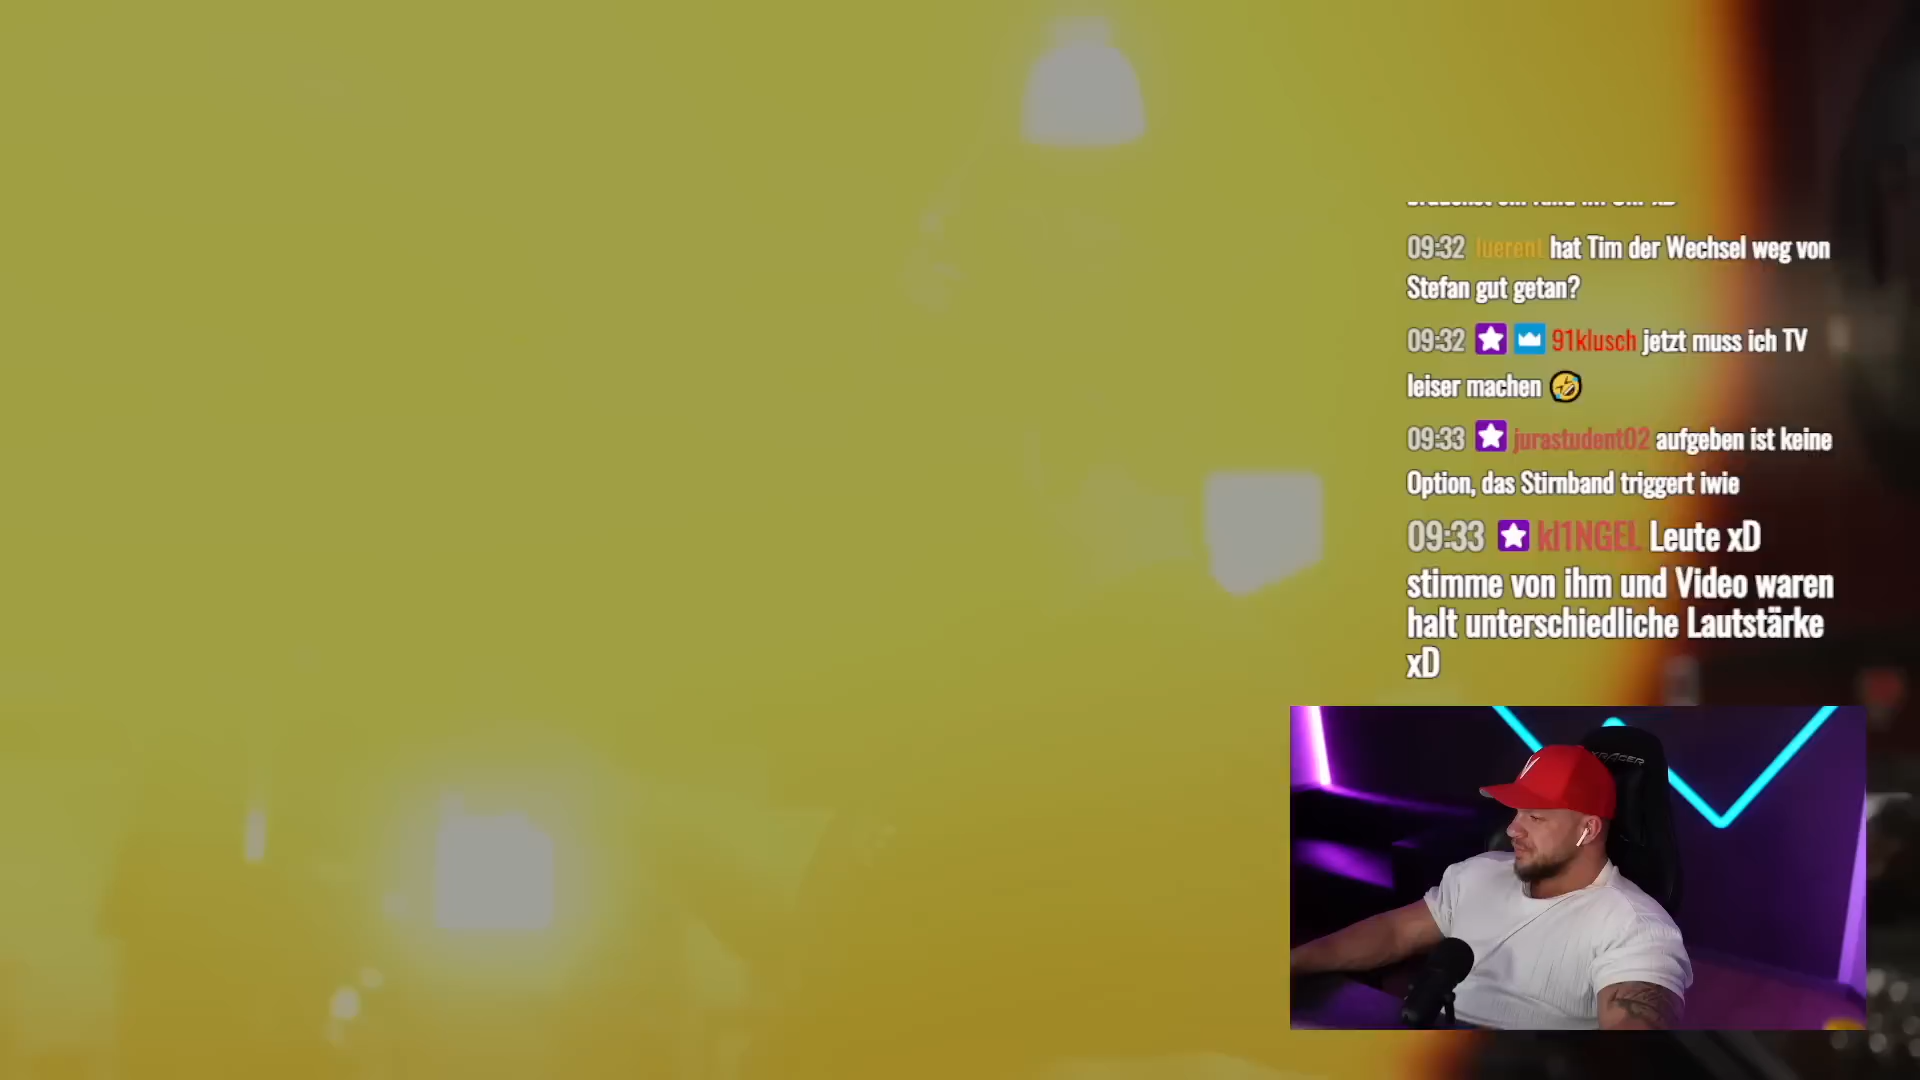 09:32 luerent hat Tim der Wechsel weg von
Stefan gut getan?
09:32 91klusch jetzt muss ich TV
leiser machen 🤣
09:33 jurastudent02 aufgeben ist keine
Option, das Stirnband triggert iwie
09:33 kl1NGEL Leute xD
stimme von ihm und Video waren
halt unterschiedliche Lautstärke
xD